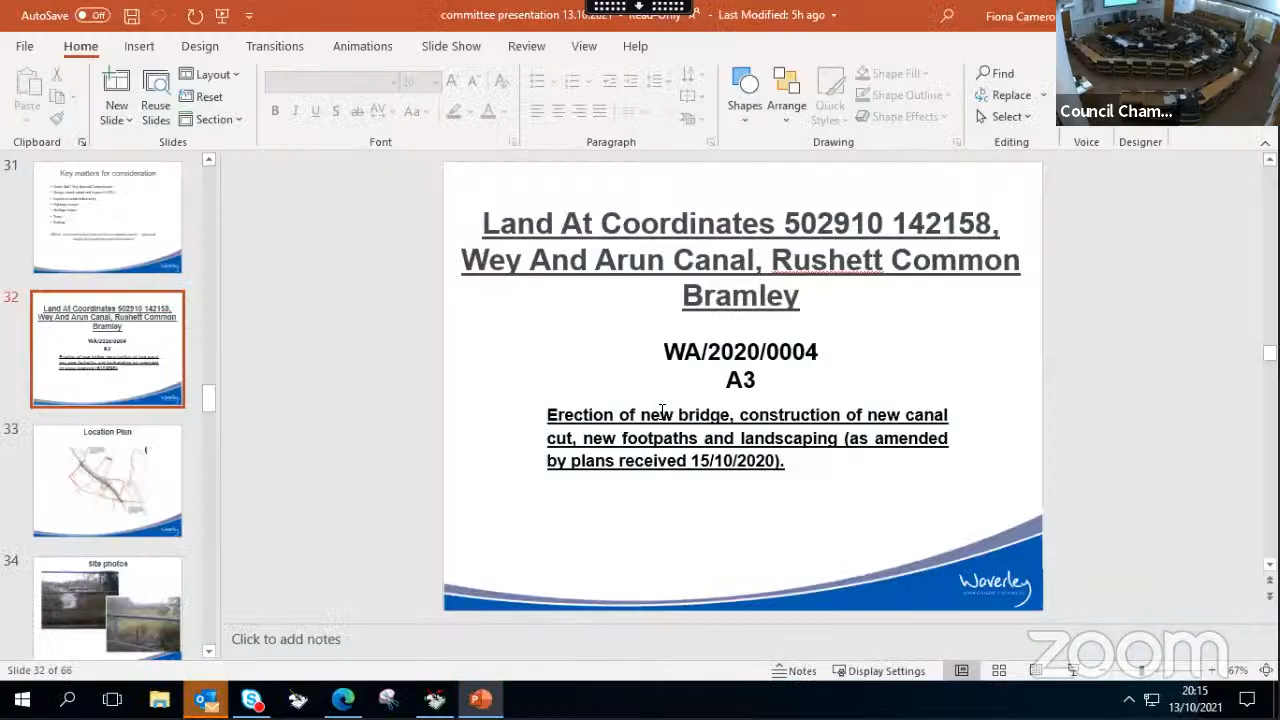 AutoSave Off
committee presentation 13.10.2021 - Read-Only - Last Modified: 5h ago
Fiona Camero
File Home Insert Design Transitions Animations Slide Show Review View Help
Paste
New Slide
Reuse Slides
Layout
Reset
Section
Shapes
Arrange
Quick Styles
Shape Fill
Shape Outline
Shape Effects
Find
Replace
Select
Council Cham...
Clipboard Slides Font Paragraph Drawing Editing Voice Designer
31
Key matters for consideration
32
Land At Coordinates 502910 142158,
Wey And Arun Canal, Rushett Common
Bramley
WA/2020/0004
A3
33
Location Plan
34
Site photos
Land At Coordinates 502910 142158,
Wey And Arun Canal, Rushett Common
Bramley
WA/2020/0004
A3
Erection of new bridge, construction of new canal
cut, new footpaths and landscaping (as amended
by plans received 15/10/2020).
Waverley
Click to add notes
zoom
Slide 32 of 66
Notes Display Settings 67%
20:15
13/10/2021